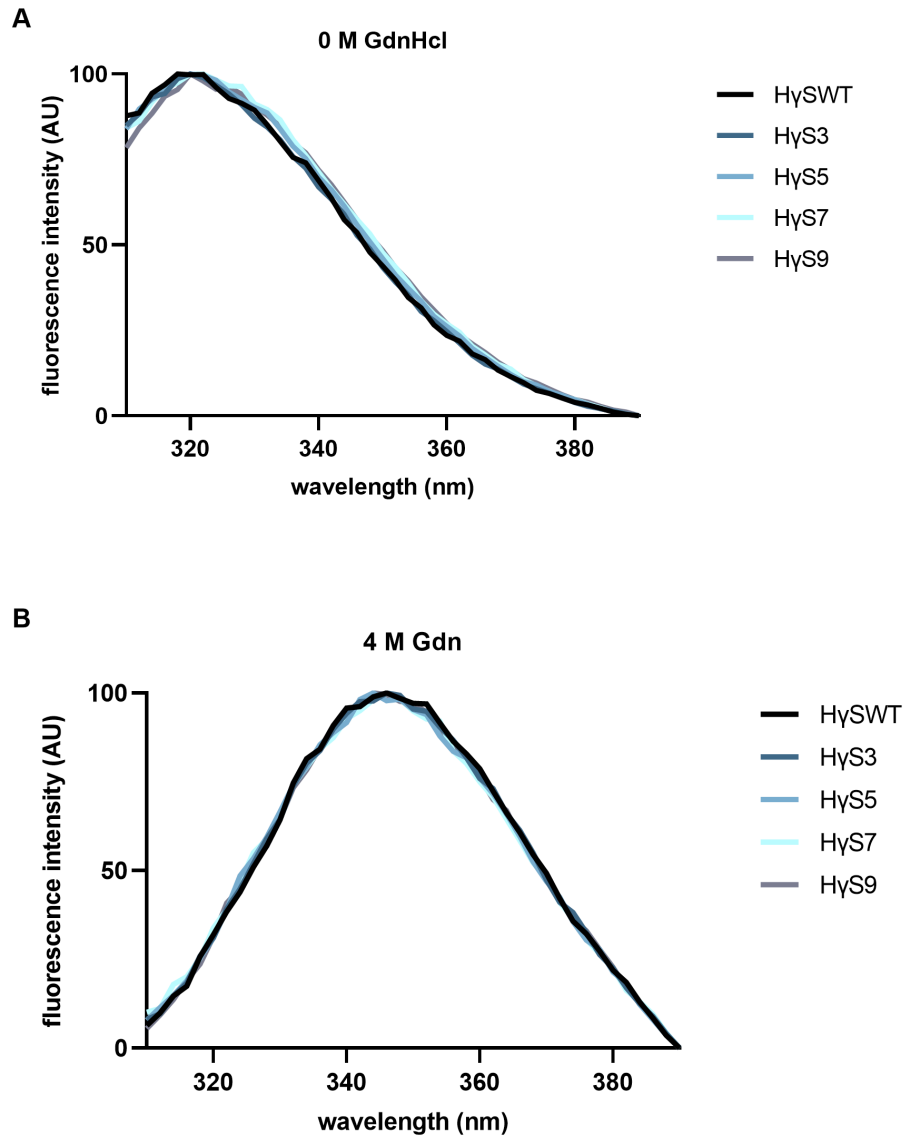 A
0 M GdnHcl
100
50
0
fluorescence intensity (AU)
320 340 360 380
wavelength (nm)
HγSWT
HγS3
HγS5
HγS7
HγS9
B
4 M Gdn
100
50
0
fluorescence intensity (AU)
320 340 360 380
wavelength (nm)
HγSWT
HγS3
HγS5
HγS7
HγS9